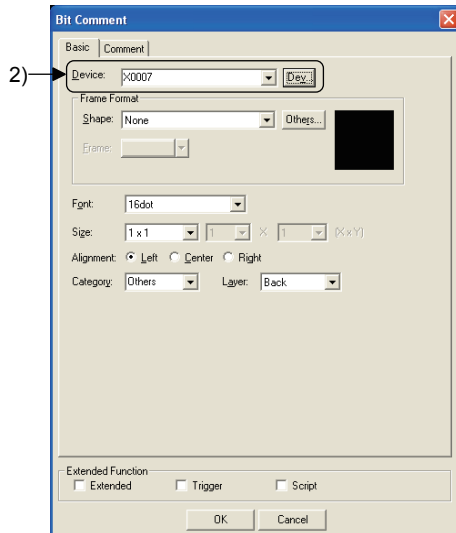 Bit Comment
Basic Comment
2) Device: X0007 Dev...
Frame Format
Shape: None Others...
Frame:
Font: 16dot
Size: 1 x 1 1 X 1 (X x Y)
Alignment: Left Center Right
Category: Others Layer: Back
Extended Function
Extended Trigger Script
OK Cancel